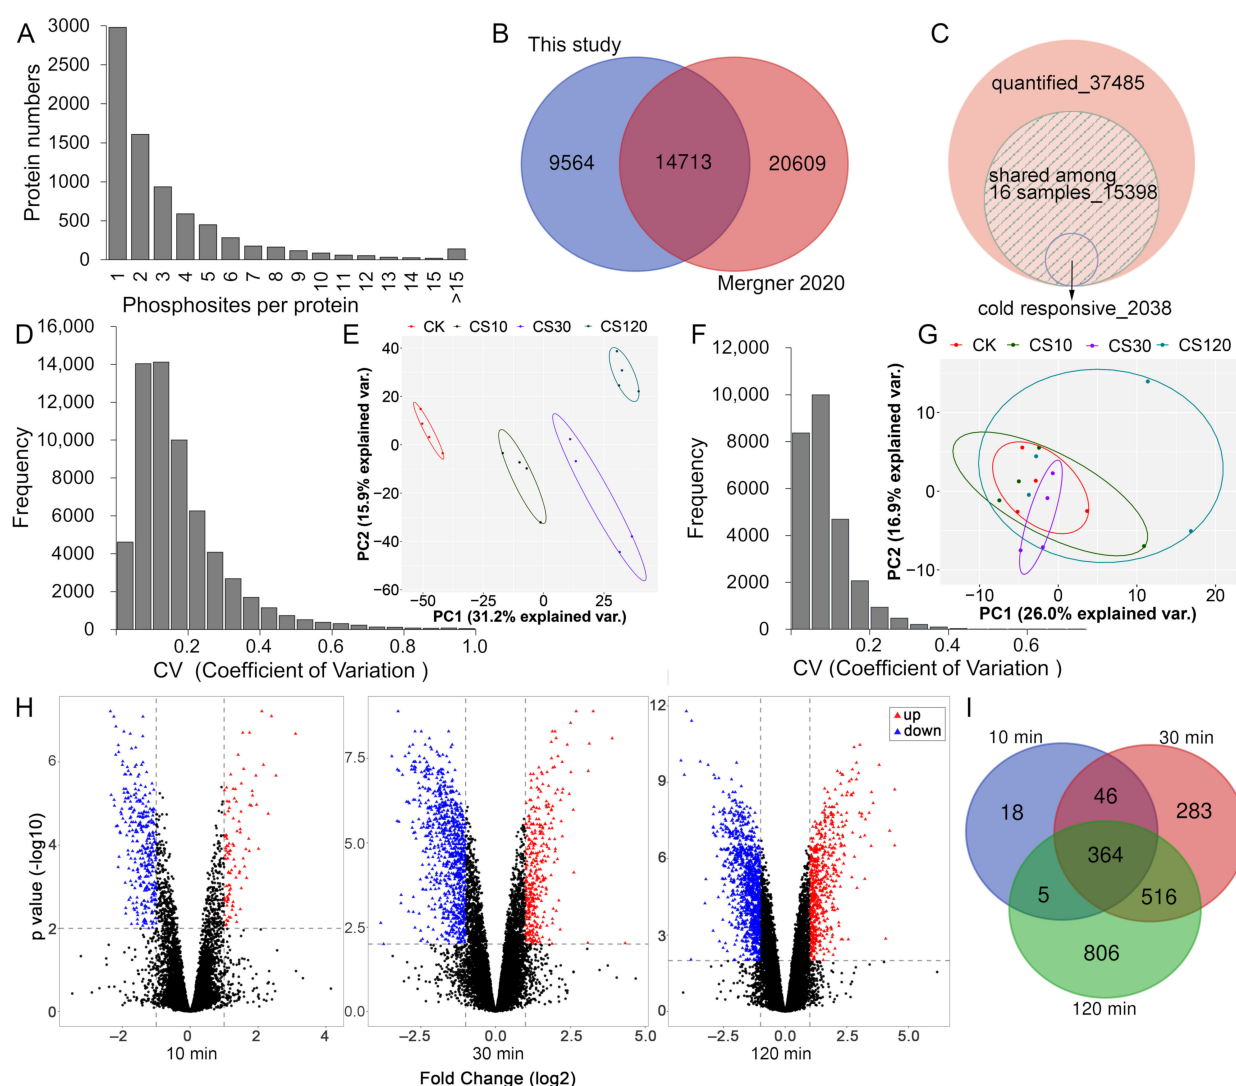 A
3000
2500
2000
1500
1000
500
0
Protein numbers
1 2 3 4 5 6 7 8 9 10 11 12 13 14 15 >15
Phosphosites per protein
B
This study
9564
14713
20609
Mergner 2020
C
quantified_37485
shared among
16 samples_15398
cold responsive_2038
D
16,000
14,000
12,000
10,000
8000
6000
4000
2000
0
Frequency
0.2 0.4 0.6 0.8 1.0
CV (Coefficient of Variation )
E
CK CS10 CS30 CS120
40
20
0
−20
−40
−60
PC2 (15.9% explained var.)
−50 −25 0 25
PC1 (31.2% explained var.)
F
12,000
10,000
8000
6000
4000
2000
0
Frequency
0.2 0.4 0.6
CV (Coefficient of Variation )
G
CK CS10 CS30 CS120
10
0
−10
PC2 (16.9% explained var.)
−10 0 10 20
PC1 (26.0% explained var.)
H
p value (-log10)
6
4
2
0
−2 0 2 4
10 min
7.5
5.0
2.5
0.0
−2.5 0.0 2.5 5.0
30 min
12
9
6
3
0
up
down
−2.5 0.0 2.5 5.0
120 min
Fold Change (log2)
I
10 min
30 min
18
46
283
364
5
516
806
120 min